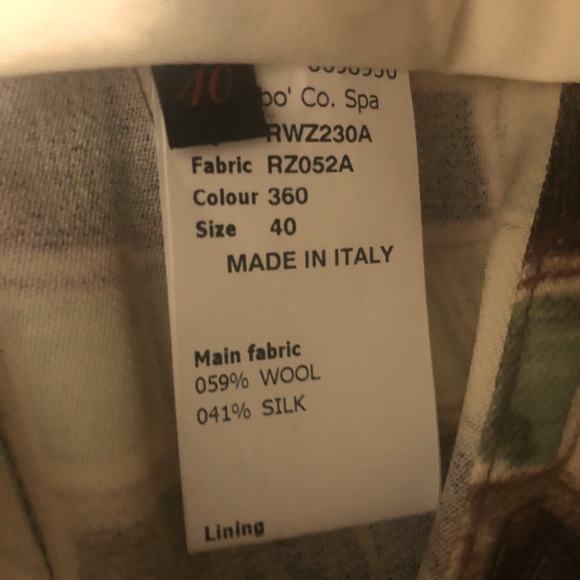 40
bo' Co. Spa
RWZ230A
Fabric RZ052A
Colour 360
Size 40
MADE IN ITALY
Main fabric
059% WOOL
041% SILK
Lining